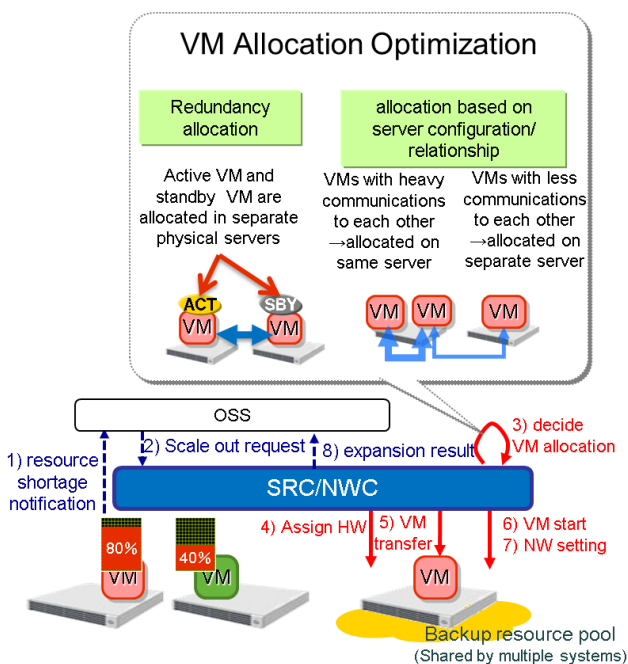 VM Allocation Optimization
Redundancy
allocation
allocation based on
server configuration/
relationship
Active VM and
standby VM are
allocated in separate
physical servers
VMs with heavy
communications
to each other
→allocated on
same server
VMs with less
communications
to each other
→allocated on
separate server
ACT
SBY
VM
VM
VM
VM
VM
OSS
3) decide
VM allocation
2) Scale out request
8) expansion result
1) resource
shortage
notification
SRC/NWC
4) Assign HW
5) VM
transfer
6) VM start
7) NW setting
80%
40%
VM
VM
VM
Backup resource pool
(Shared by multiple systems)